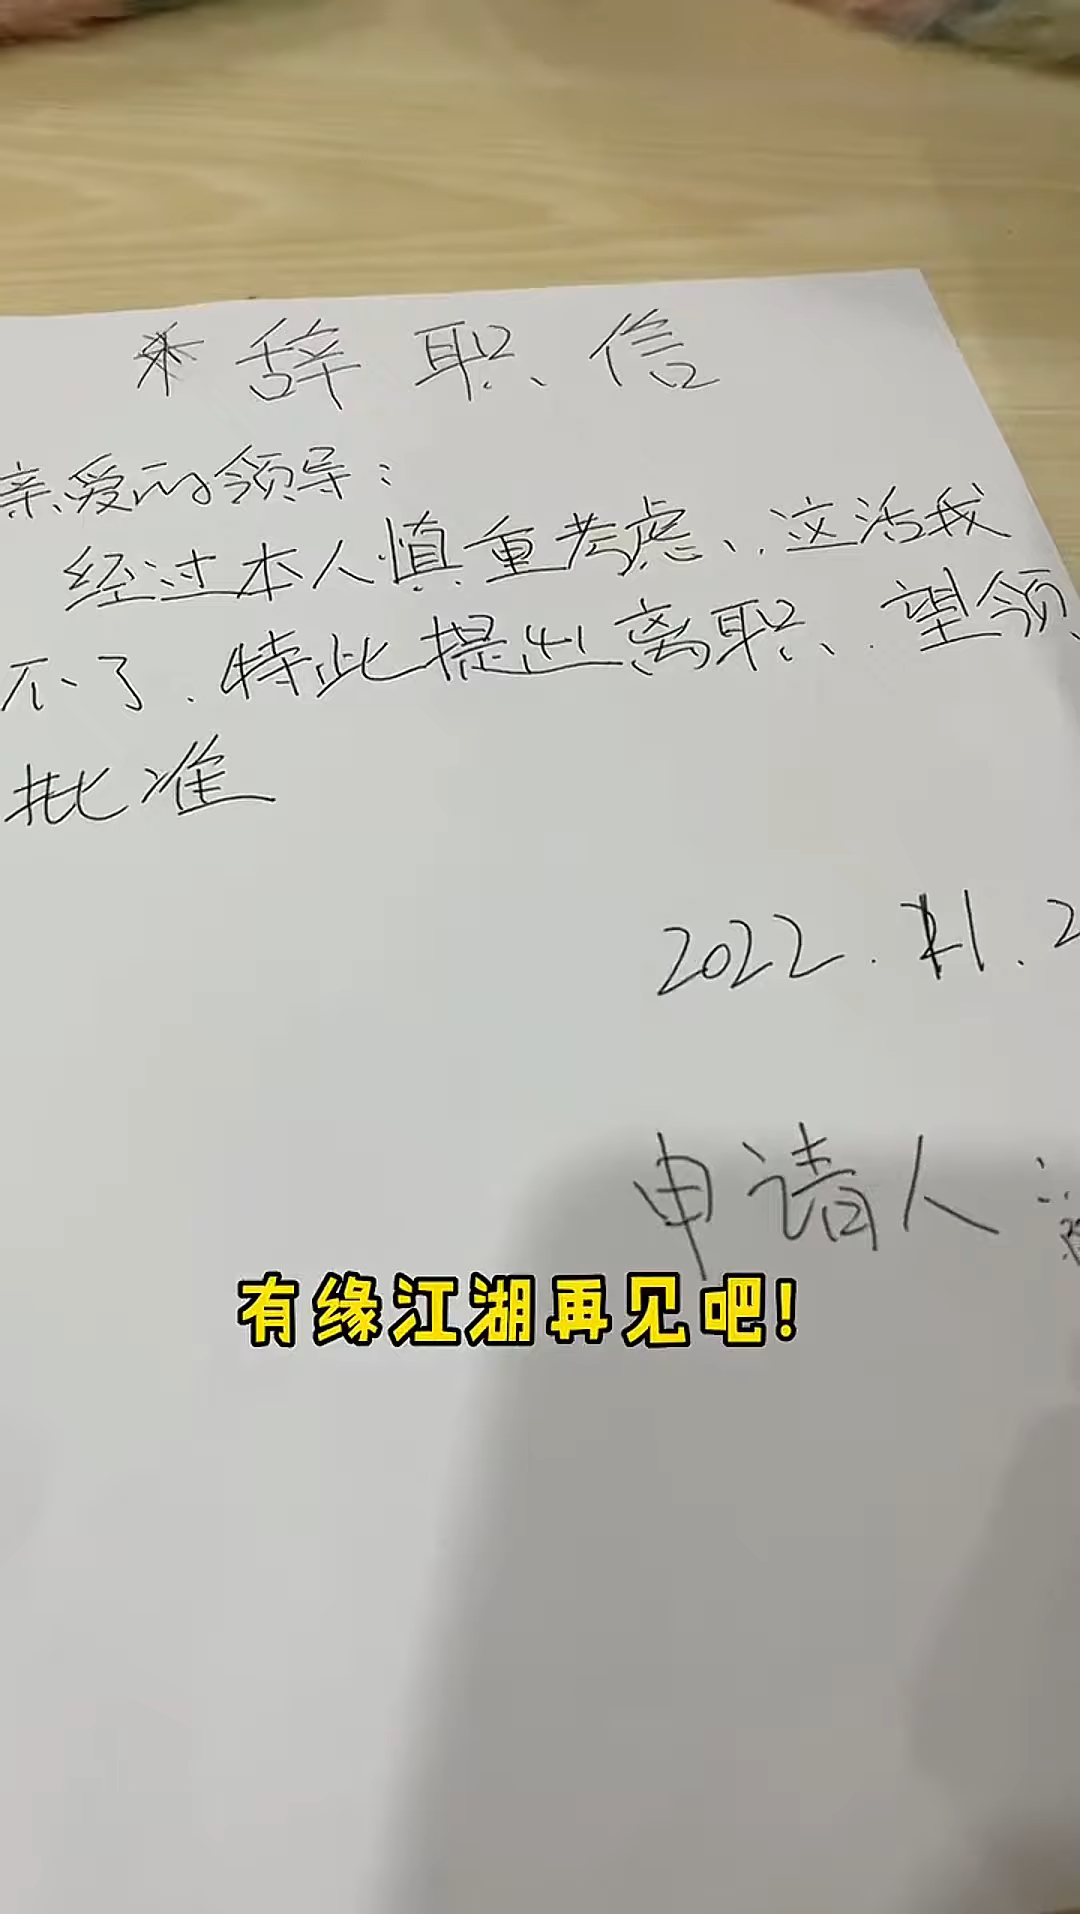 辞职信
亲爱的领导：
经过本人慎重考虑、这活我
不了.特此提出离职、望领
批准
2022.11.2
申请人：
有缘江湖再见吧！